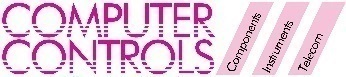 COMPUTER
CONTROLS
Components
Instruments
Telecom